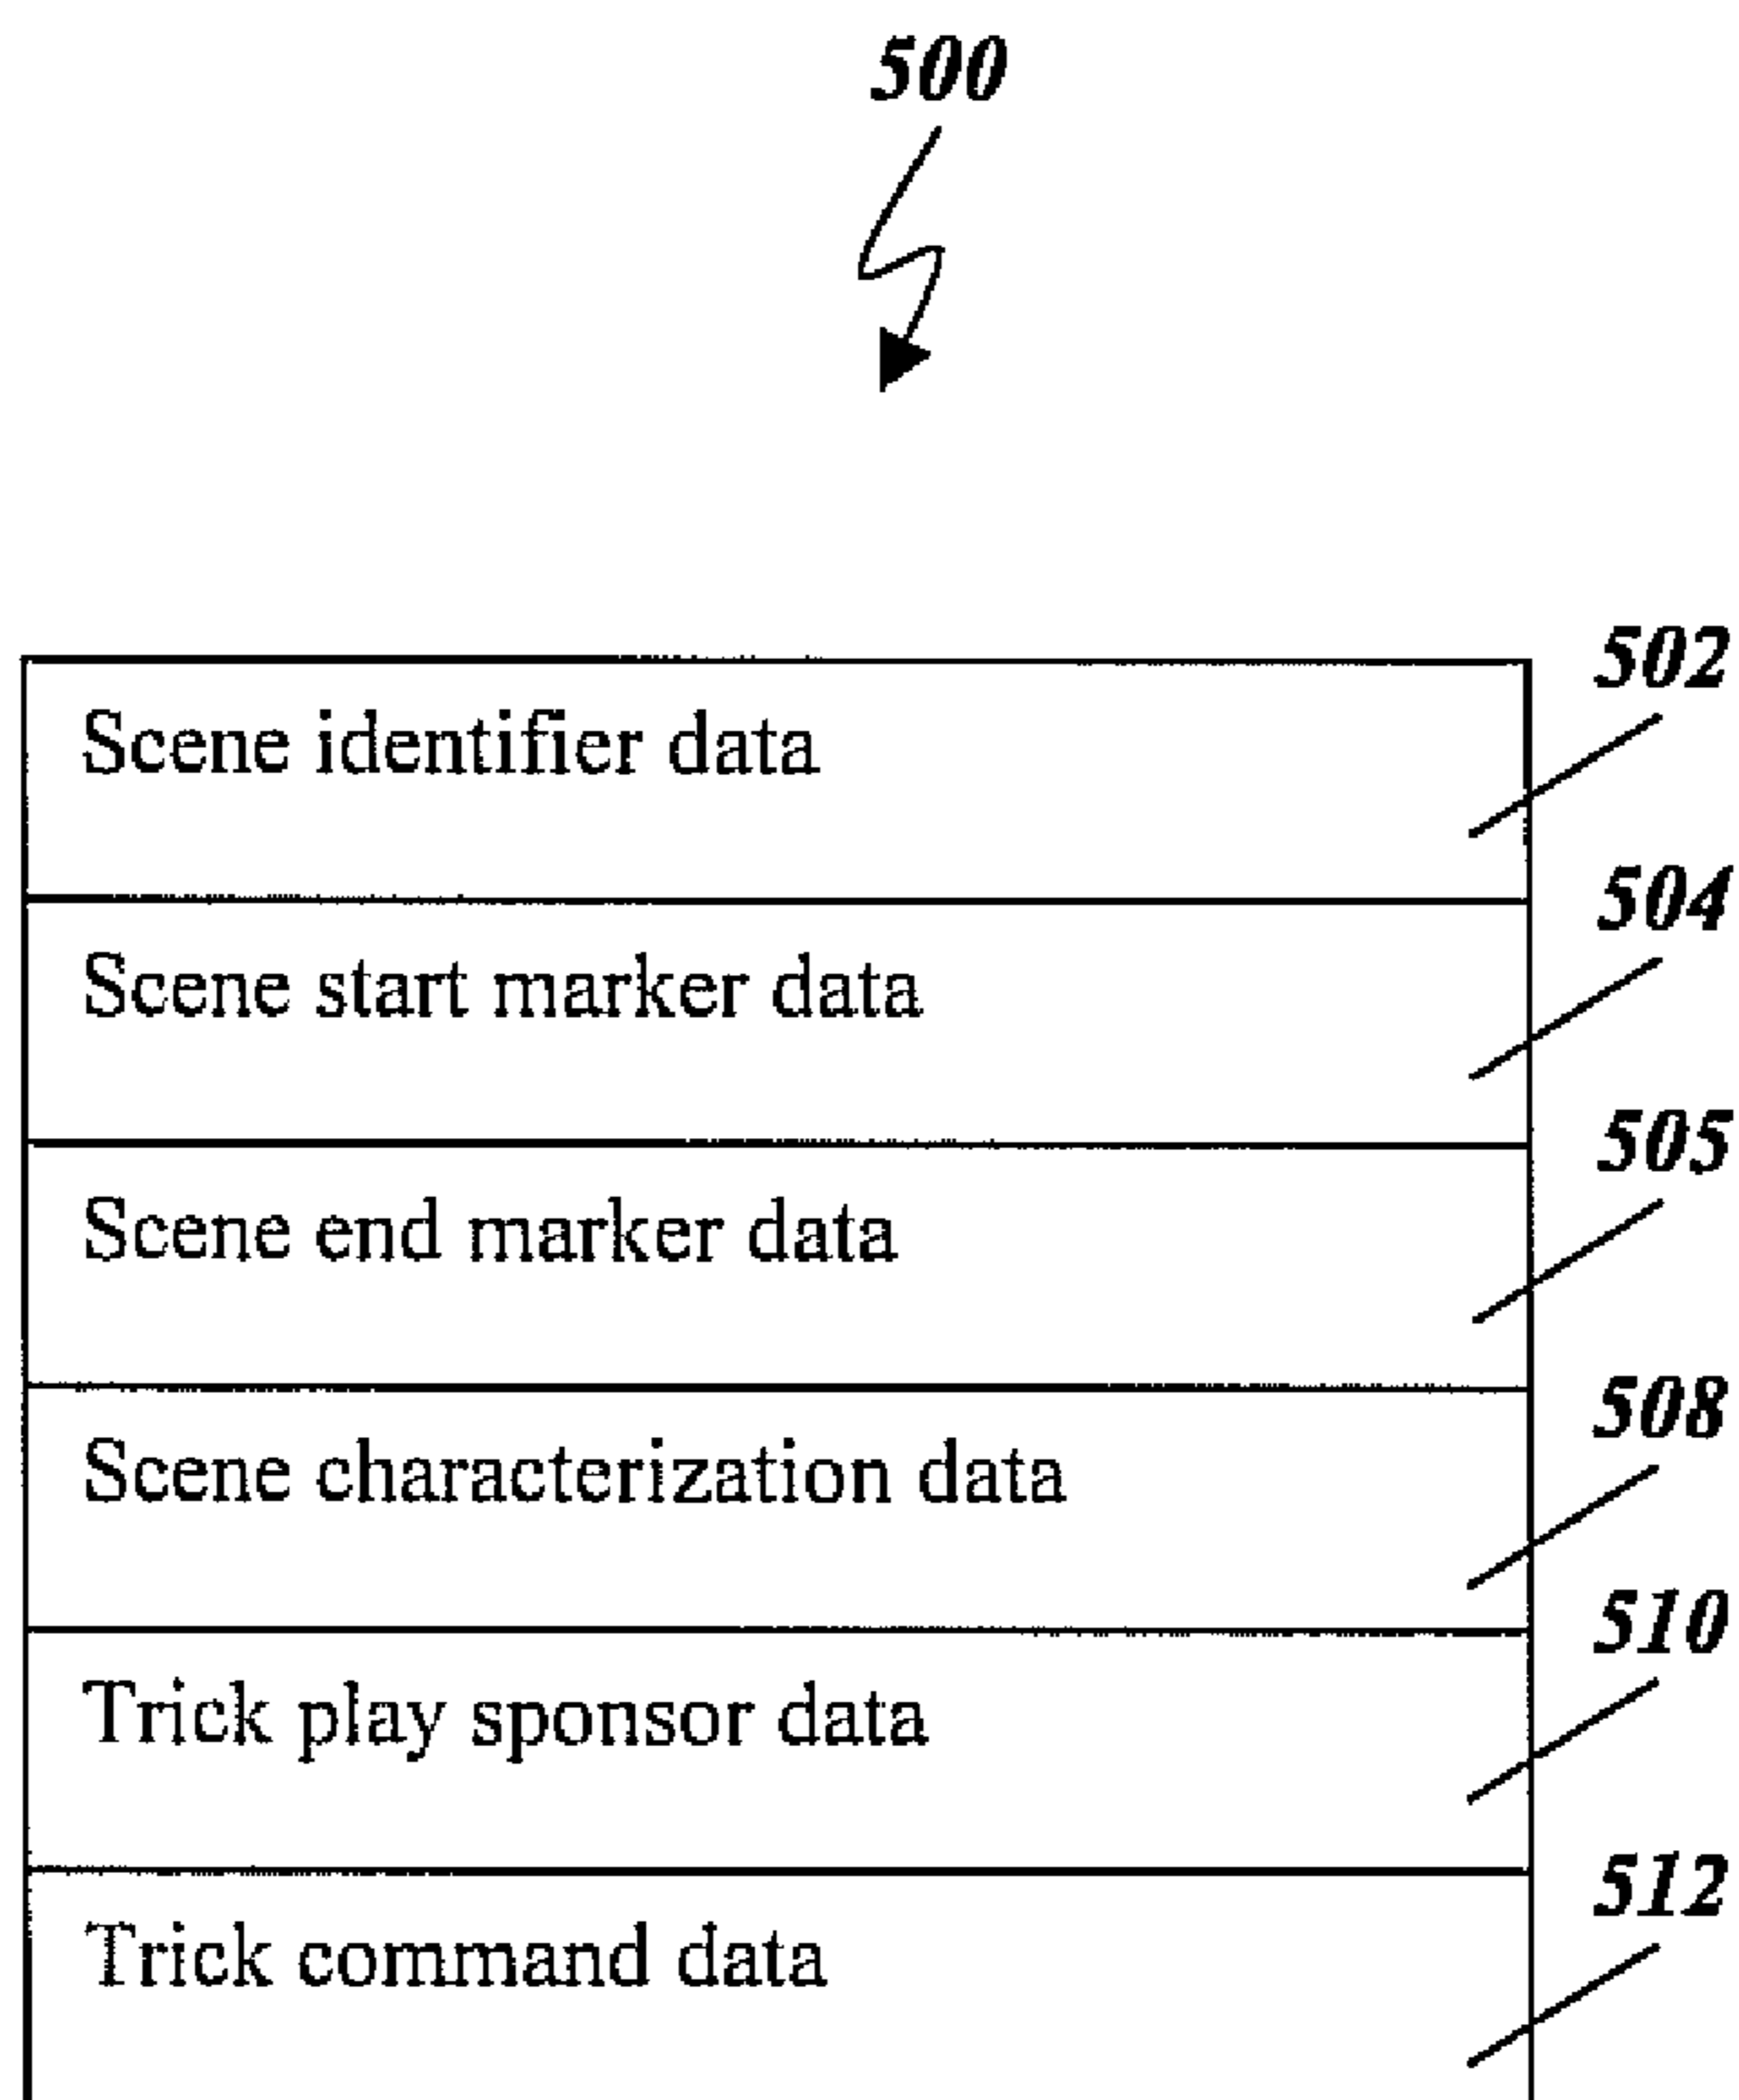 500
502
Scene identifier data
504
Scene start marker data
505
Scene end marker data
508
Scene characterization data
510
Trick play sponsor data
512
Trick command data